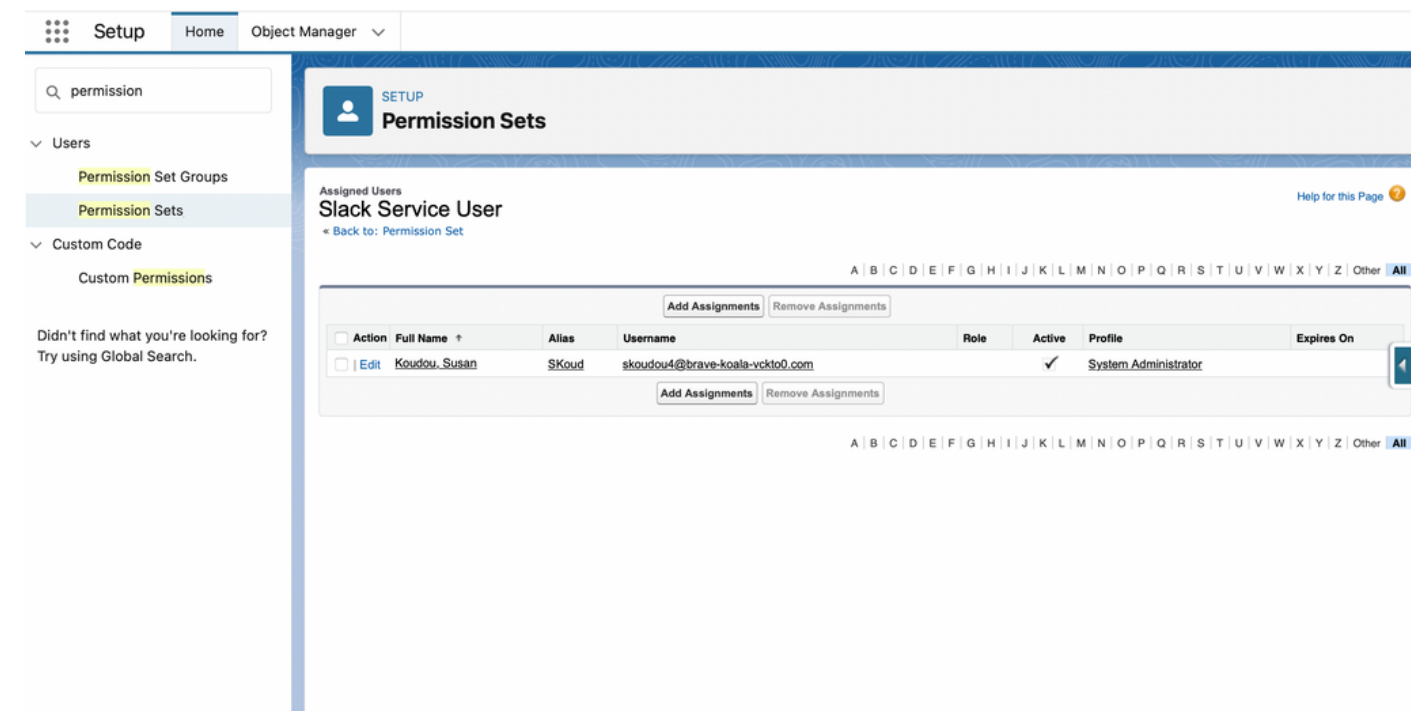 Setup Home Object Manager
permission
SETUP
Permission Sets
Users
Permission Set Groups
Permission Sets
Custom Code
Custom Permissions
Didn't find what you're looking for?
Try using Global Search.
Assigned Users
Slack Service User
« Back to: Permission Set
Help for this Page ?
A | B | C | D | E | F | G | H | I | J | K | L | M | N | O | P | Q | R | S | T | U | V | W | X | Y | Z | Other All
Add Assignments Remove Assignments
Action Full Name ↑ Alias Username Role Active Profile Expires On
| Edit Koudou, Susan SKoud skoudou4@brave-koala-vckto0.com ✓ System Administrator
Add Assignments Remove Assignments
A | B | C | D | E | F | G | H | I | J | K | L | M | N | O | P | Q | R | S | T | U | V | W | X | Y | Z | Other All